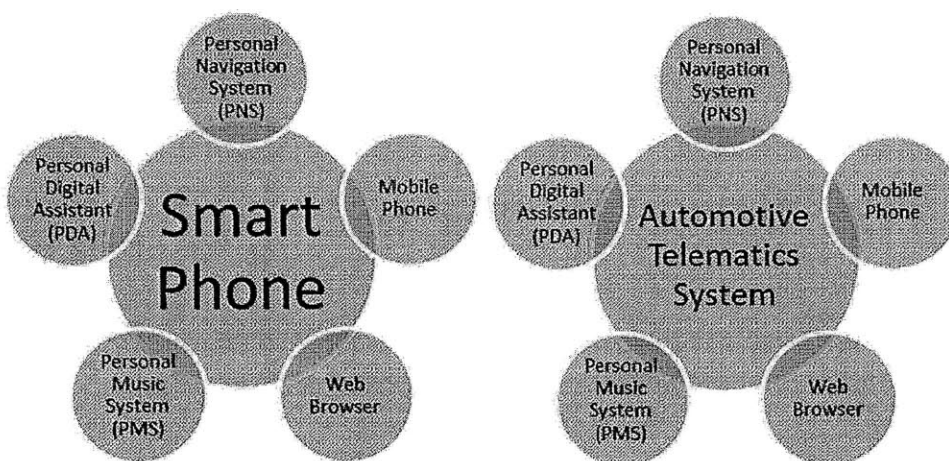 Personal
Navigation
System
(PNS)
Personal
Digital
Assistant
(PDA)
Smart
Phone
Mobile
Phone
Personal
Music
System
(PMS)
Web
Browser
Personal
Navigation
System
(PNS)
Personal
Digital
Assistant
(PDA)
Automotive
Telematics
System
Mobile
Phone
Personal
Music
System
(PMS)
Web
Browser